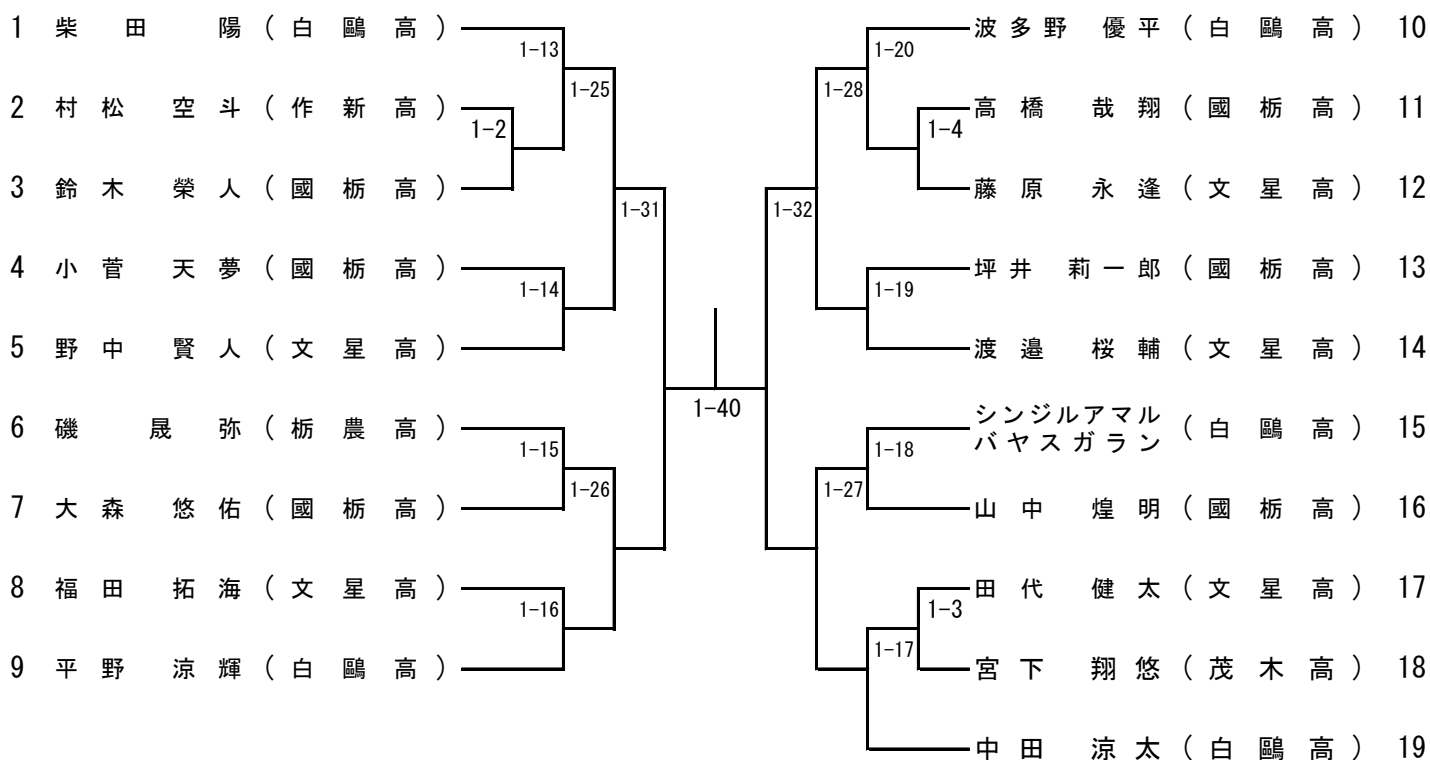 1 柴田 陽（白鷗高）
1-13
1-25
2 村松 空斗（作新高）
1-2
3 鈴木 榮人（國栃高）
1-31
4 小菅 天夢（國栃高）
1-14
5 野中 賢人（文星高）
6 磯 晟弥（栃農高）
1-15
1-26
7 大森 悠佑（國栃高）
8 福田 拓海（文星高）
1-16
9 平野 涼輝（白鷗高）
1-40
波多野 優平（白鷗高） 10
1-20
1-28
高橋 哉翔（國栃高） 11
1-4
藤原 永逢（文星高） 12
1-32
坪井 莉一郎（國栃高） 13
1-19
渡邉 桜輔（文星高） 14
シンジルアマル
バヤスガラン（白鷗高） 15
1-18
1-27
山中 煌明（國栃高） 16
田代 健太（文星高） 17
1-3
1-17
宮下 翔悠（茂木高） 18
中田 涼太（白鷗高） 19